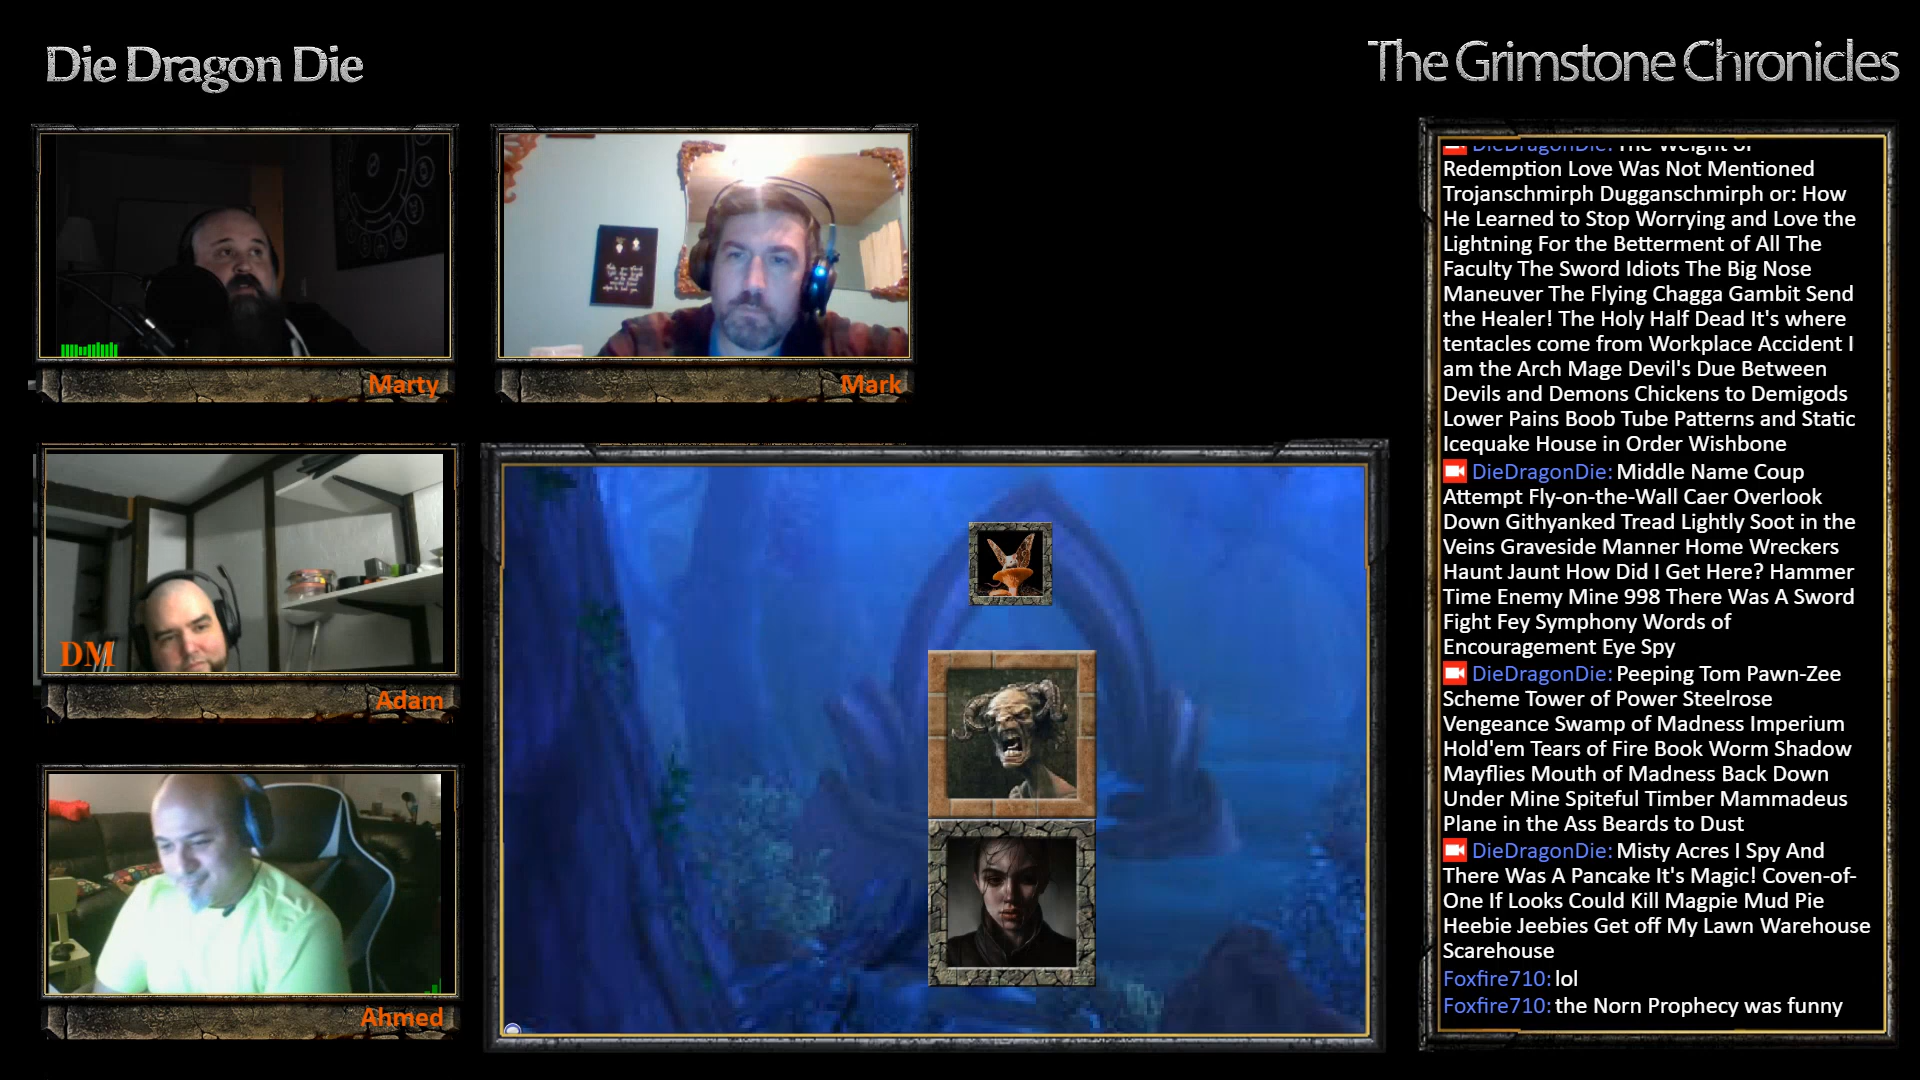 Die Dragon Die
The Grimstone Chronicles
Marty
Mark
DM
Adam
Ahmed
DieDragonDie: The Weight of
Redemption Love Was Not Mentioned
Trojanschmirph Dugganschmirph or: How
He Learned to Stop Worrying and Love the
Lightning For the Betterment of All The
Faculty The Sword Idiots The Big Nose
Maneuver The Flying Chagga Gambit Send
the Healer! The Holy Half Dead It's where
tentacles come from Workplace Accident I
am the Arch Mage Devil's Due Between
Devils and Demons Chickens to Demigods
Lower Pains Boob Tube Patterns and Static
Icequake House in Order Wishbone
DieDragonDie: Middle Name Coup
Attempt Fly-on-the-Wall Caer Overlook
Down Githyanked Tread Lightly Soot in the
Veins Graveside Manner Home Wreckers
Haunt Jaunt How Did I Get Here? Hammer
Time Enemy Mine 998 There Was A Sword
Fight Fey Symphony Words of
Encouragement Eye Spy
DieDragonDie: Peeping Tom Pawn-Zee
Scheme Tower of Power Steelrose
Vengeance Swamp of Madness Imperium
Hold'em Tears of Fire Book Worm Shadow
Mayflies Mouth of Madness Back Down
Under Mine Spiteful Timber Mammadeus
Plane in the Ass Beards to Dust
DieDragonDie: Misty Acres I Spy And
There Was A Pancake It's Magic! Coven-of-
One If Looks Could Kill Magpie Mud Pie
Heebie Jeebies Get off My Lawn Warehouse
Scarehouse
Foxfire710: lol
Foxfire710: the Norn Prophecy was funny